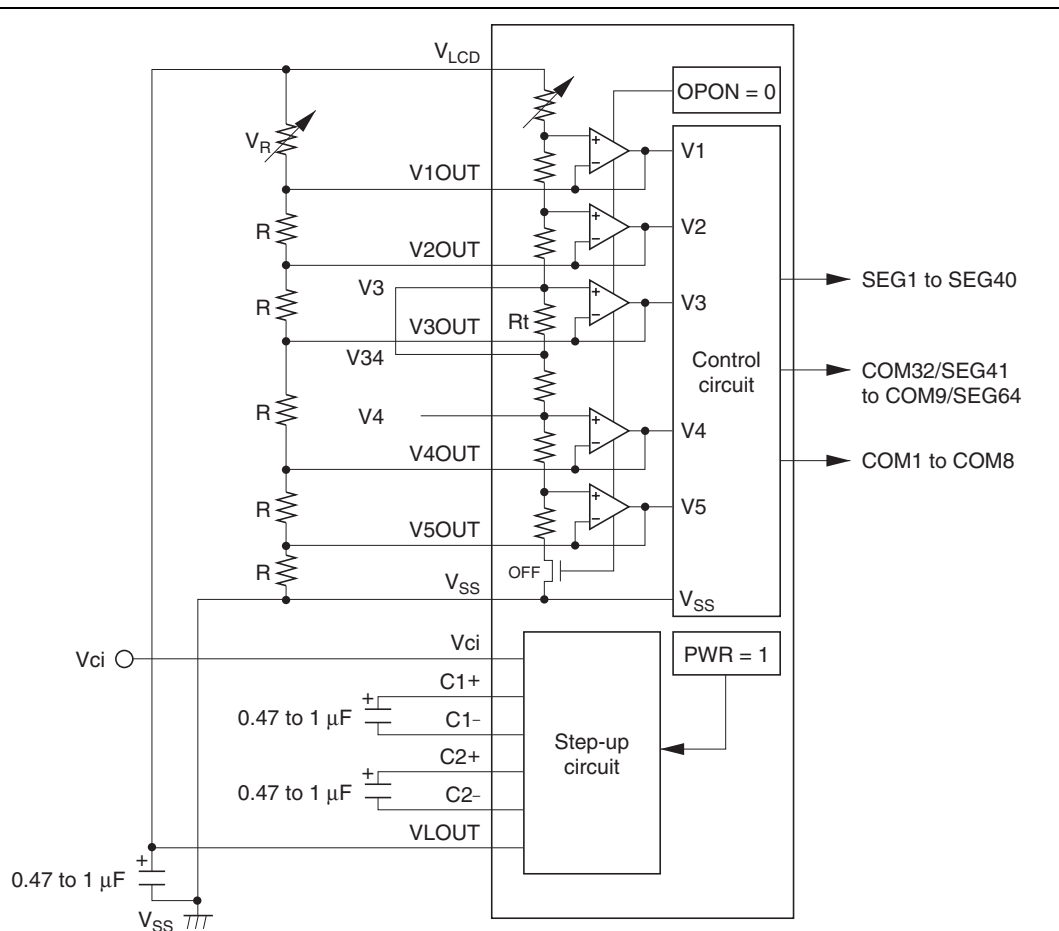 VLCD
OPON = 0
VR
V1OUT
V1
R
V2OUT
V2
V3
R
V3OUT
Rt
V3
V34
Control
circuit
SEG1 to SEG40
COM32/SEG41
to COM9/SEG64
R
V4
V4
V4OUT
COM1 to COM8
R
V5OUT
V5
R
OFF
VSS
VSS
Vci
Vci
PWR = 1
C1+
0.47 to 1 μF
+
C1−
Step-up
circuit
C2+
0.47 to 1 μF
+
C2−
VLOUT
0.47 to 1 μF
+
VSS
+
−
+
−
+
−
+
−
+
−